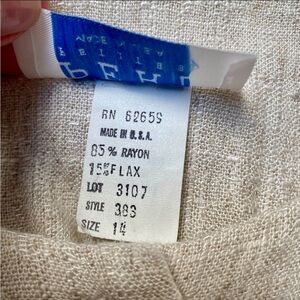 RN 62659
MADE IN U.S.A.
85% RAYON
15% FLAX
LOT 3107
STYLE 383
SIZE 14